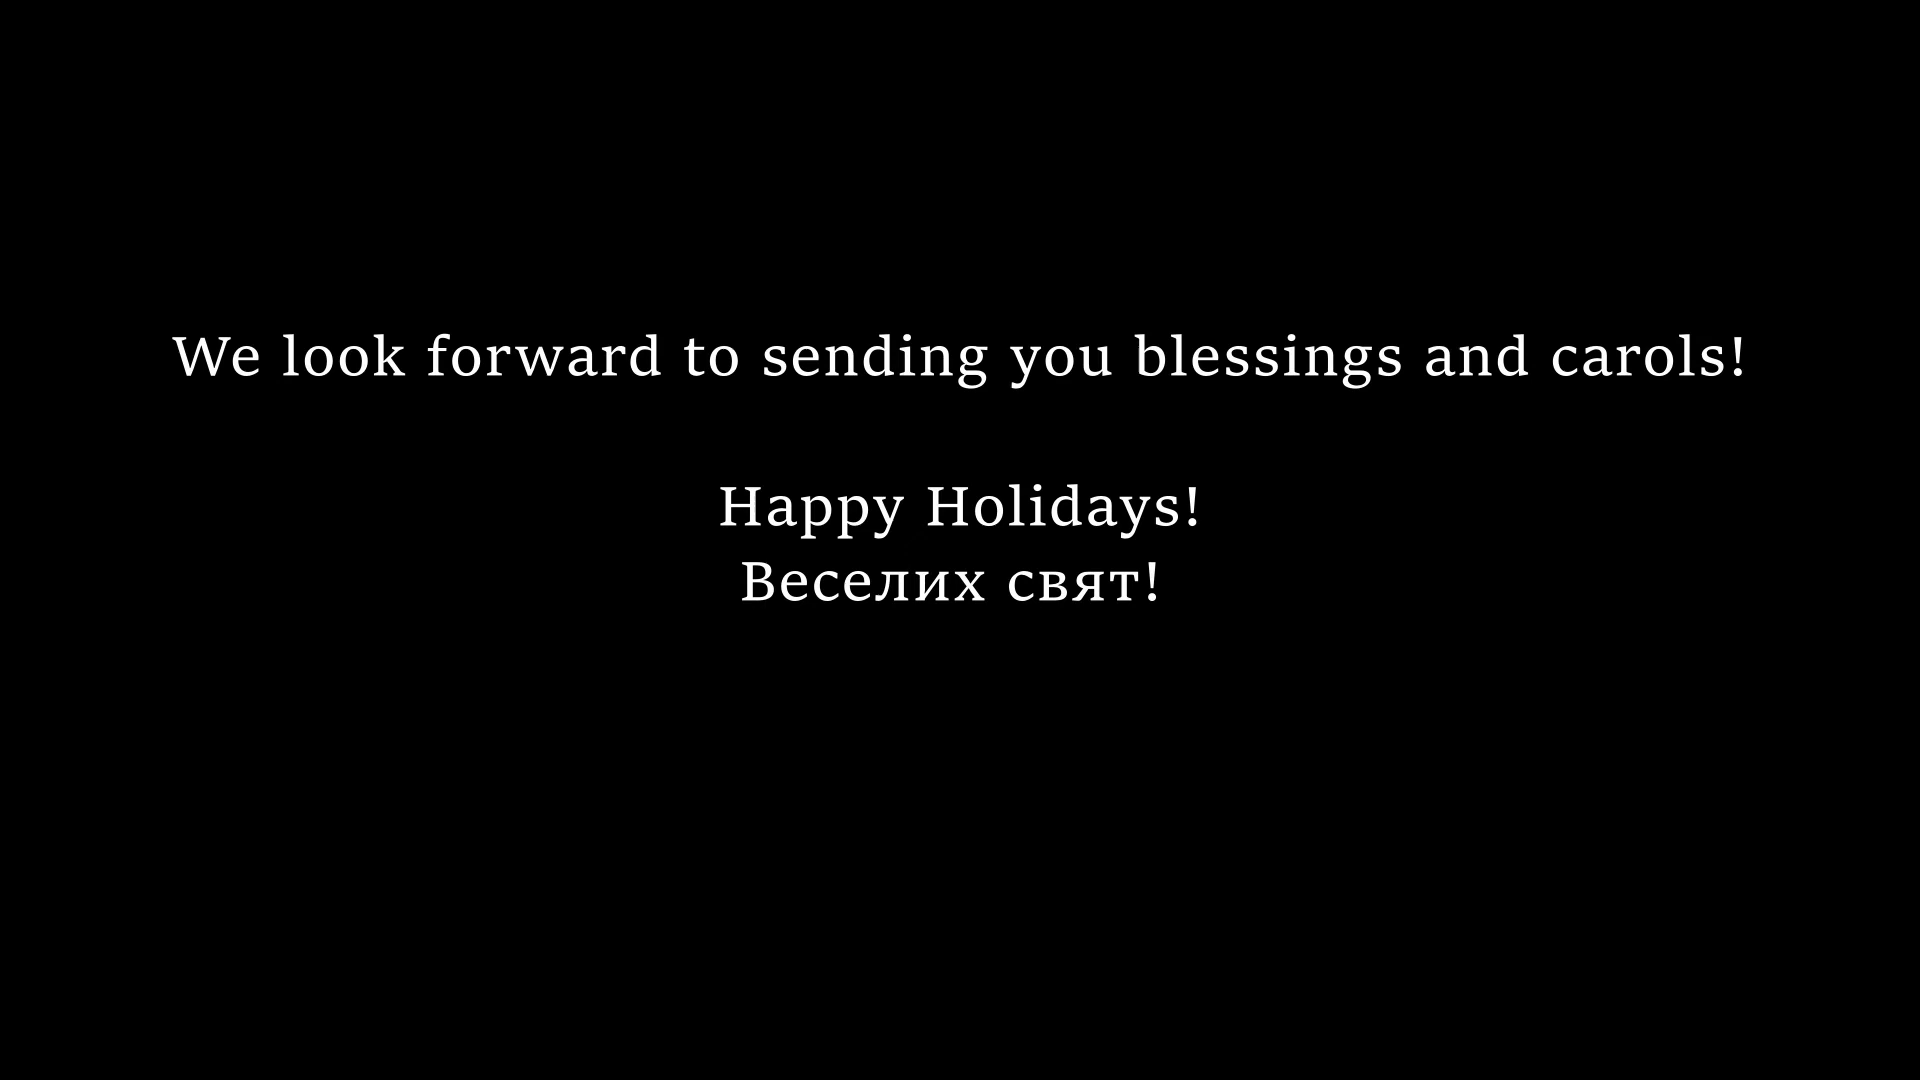 We look forward to sending you blessings and carols!
Happy Holidays!
Веселих свят!